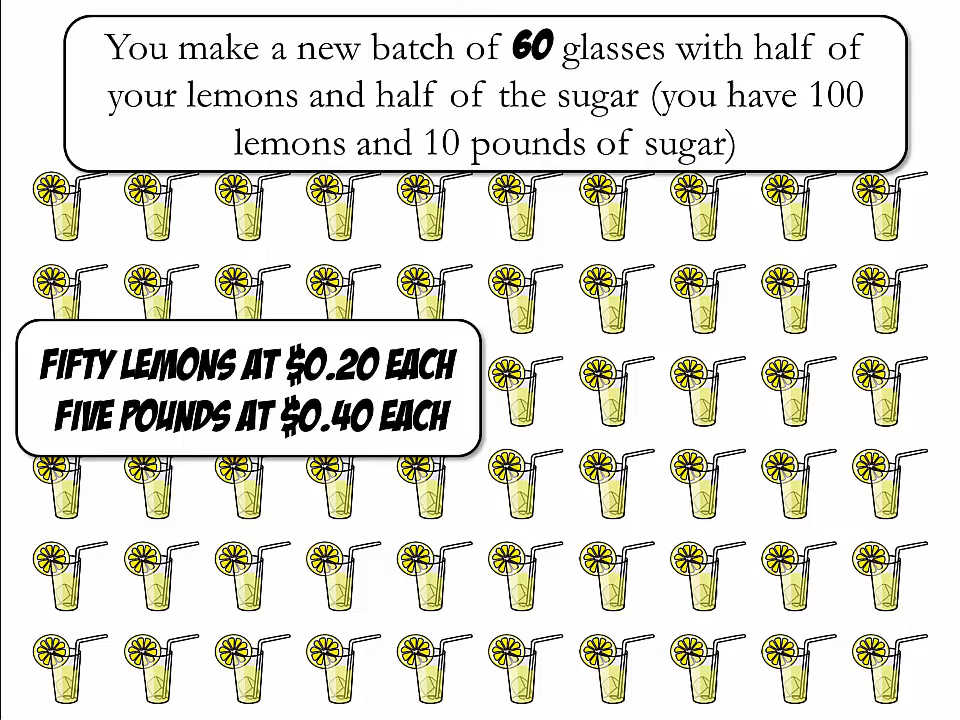 You make a new batch of 60 glasses with half of
your lemons and half of the sugar (you have 100
lemons and 10 pounds of sugar)
FIFTY LEMONS AT $0.20 EACH
FIVE POUNDS AT $0.40 EACH